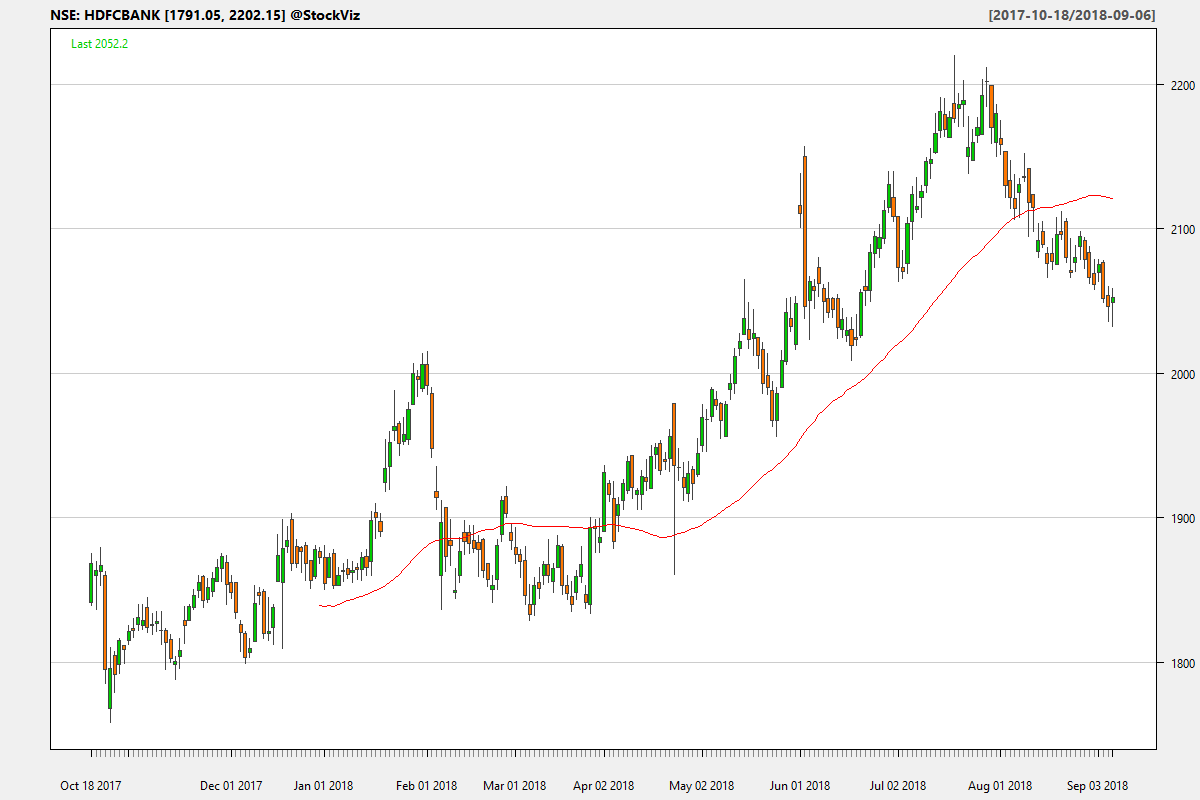 NSE: HDFCBANK [1791.05, 2202.15] @StockViz
[2017-10-18/2018-09-06]
Last 2052.2
2200
2100
2000
1900
1800
Oct 18 2017
Dec 01 2017
Jan 01 2018
Feb 01 2018
Mar 01 2018
Apr 02 2018
May 02 2018
Jun 01 2018
Jul 02 2018
Aug 01 2018
Sep 03 2018